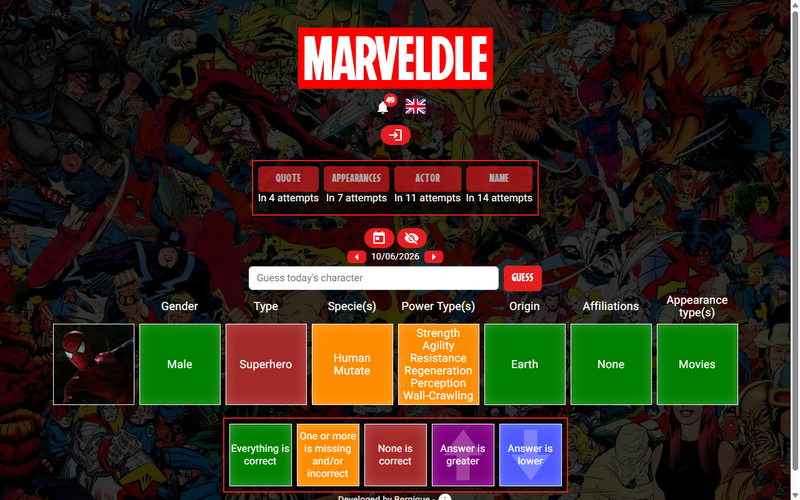 MARVELDLE
49
QUOTE
APPEARANCES
ACTOR
NAME
In 4 attempts
In 7 attempts
In 11 attempts
In 14 attempts
10/06/2026
Guess today's character
GUESS
Gender
Type
Specie(s)
Power Type(s)
Origin
Affiliations
Appearance
type(s)
Male
Superhero
Human
Mutate
Strength
Agility
Resistance
Regeneration
Perception
Wall-Crawling
Earth
None
Movies
Everything is
correct
One or more
is missing
and/or
incorrect
None is
correct
Answer is
greater
Answer is
lower
Developed by Bernique -